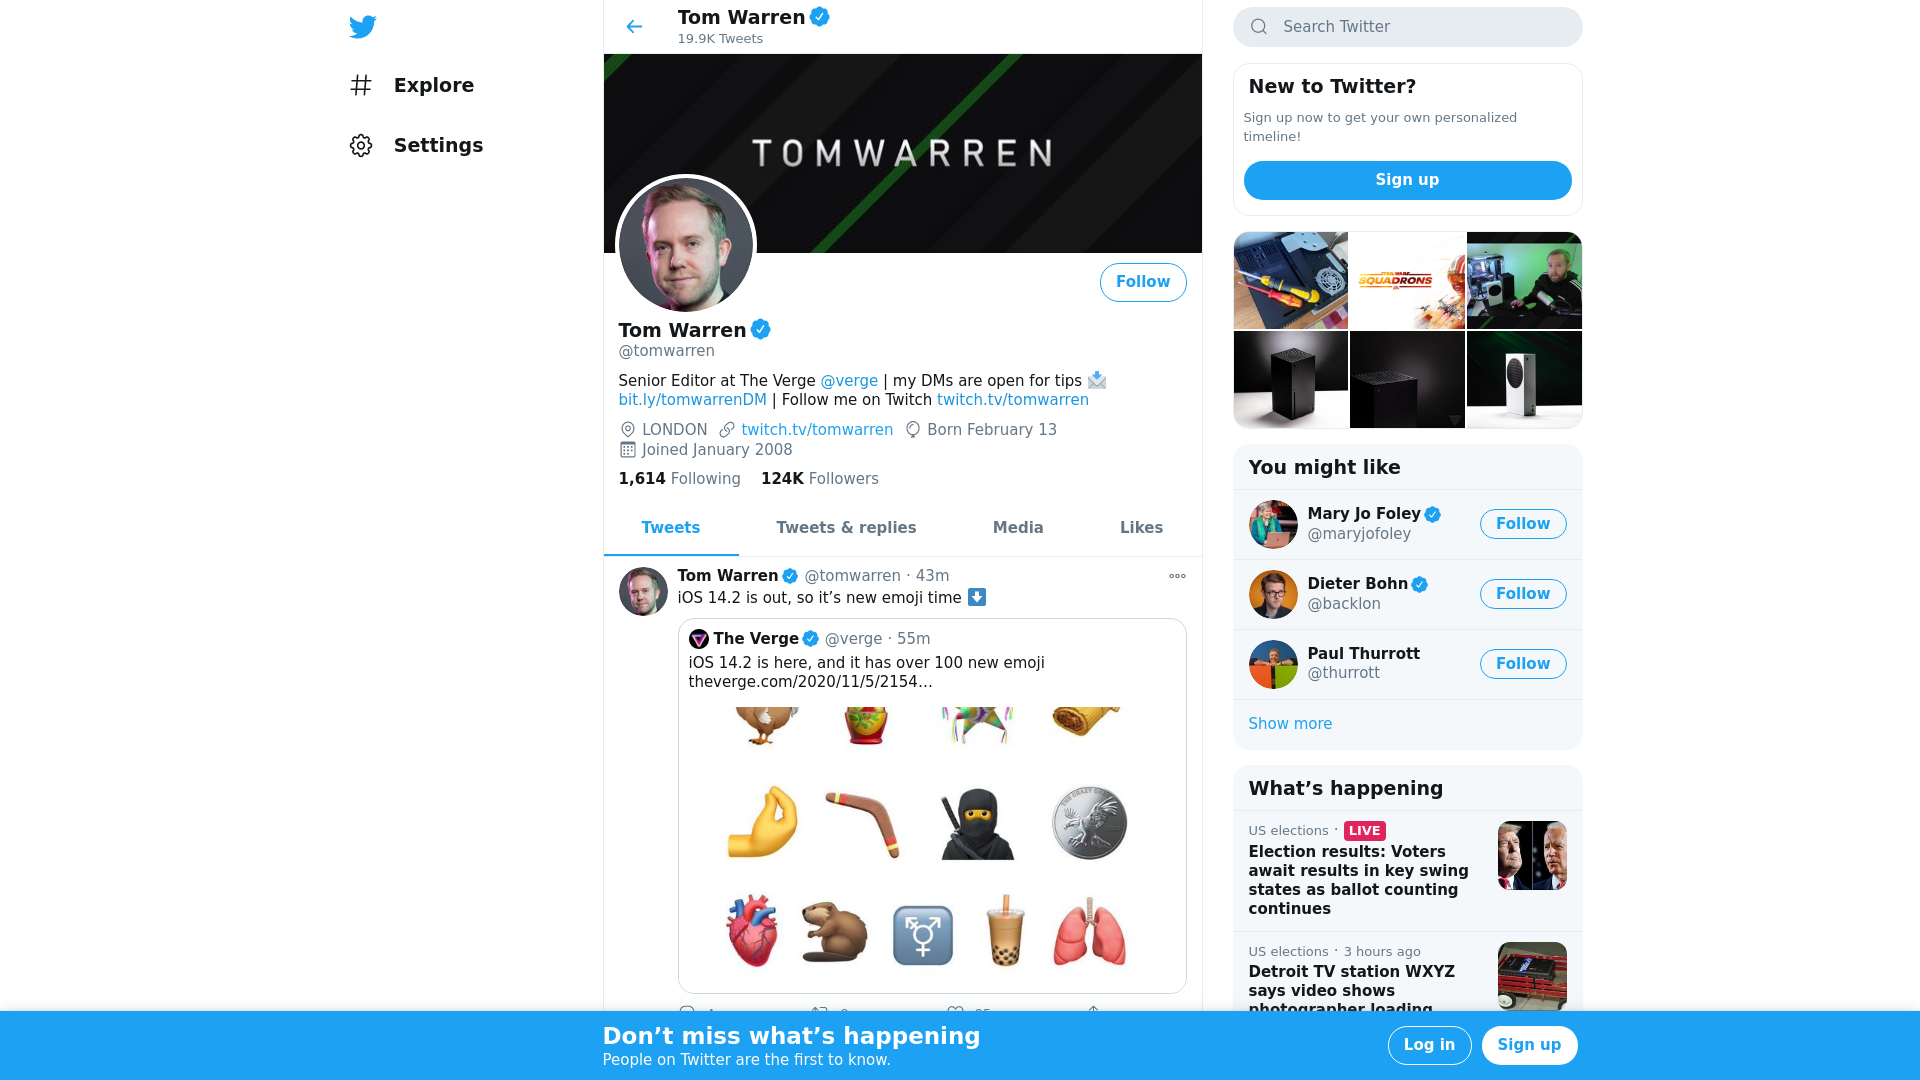 Explore
Settings
Tom Warren
19.9K Tweets
TOMWARREN
Follow
Tom Warren
@tomwarren
Senior Editor at The Verge @verge | my DMs are open for tips 📩
bit.ly/tomwarrenDM | Follow me on Twitch twitch.tv/tomwarren
LONDON twitch.tv/tomwarren Born February 13
Joined January 2008
1,614 Following 124K Followers
Tweets Tweets & replies Media Likes
Tom Warren @tomwarren · 43m
iOS 14.2 is out, so it’s new emoji time ⬇️
The Verge @verge · 55m
iOS 14.2 is here, and it has over 100 new emoji
theverge.com/2020/11/5/2154…
Search Twitter
New to Twitter?
Sign up now to get your own personalized
timeline!
Sign up
STAR WARS
SQUADRONS
You might like
Mary Jo Foley
@maryjofoley
Follow
Dieter Bohn
@backlon
Follow
Paul Thurrott
@thurrott
Follow
Show more
What’s happening
US elections · LIVE
Election results: Voters
await results in key swing
states as ballot counting
continues
US elections · 3 hours ago
Detroit TV station WXYZ
says video shows
photographer loading
Don’t miss what’s happening
People on Twitter are the first to know.
Log in
Sign up